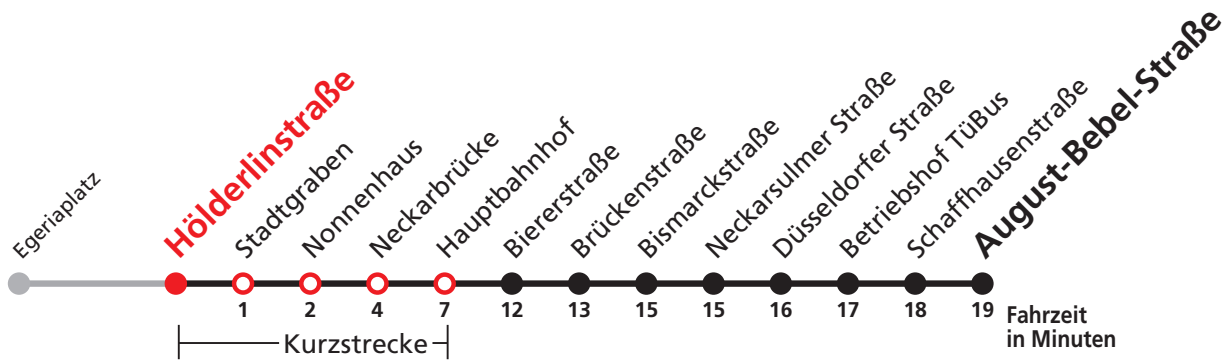 Egeriaplatz
Hölderlinstraße
Stadtgraben
Nonnenhaus
Neckarbrücke
Hauptbahnhof
Biererstraße
Brückenstraße
Bismarckstraße
Neckarsulmer Straße
Düsseldorfer Straße
Betriebshof TüBus
Schaffhausenstraße
August-Bebel-Straße
1 2 4 7 12 13 15 15 16 17 18 19
Fahrzeit
in Minuten
Kurzstrecke